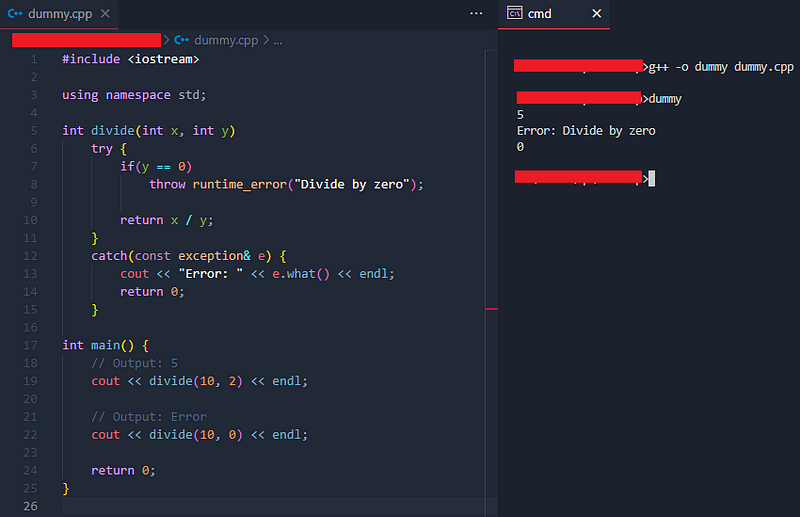 dummy.cpp
cmd
dummy.cpp > ...
1 #include <iostream>
2
3 using namespace std;
4
5 int divide(int x, int y)
6 try {
7 if(y == 0)
8 throw runtime_error("Divide by zero");
9
10 return x / y;
11 }
12 catch(const exception& e) {
13 cout << "Error: " << e.what() << endl;
14 return 0;
15 }
16
17 int main() {
18 // Output: 5
19 cout << divide(10, 2) << endl;
20
21 // Output: Error
22 cout << divide(10, 0) << endl;
23
24 return 0;
25 }
26
>g++ -o dummy dummy.cpp
>dummy
5
Error: Divide by zero
0
>